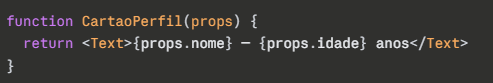 function CartaoPerfil(props) {
  return <Text>{props.nome} — {props.idade} anos</Text>
}